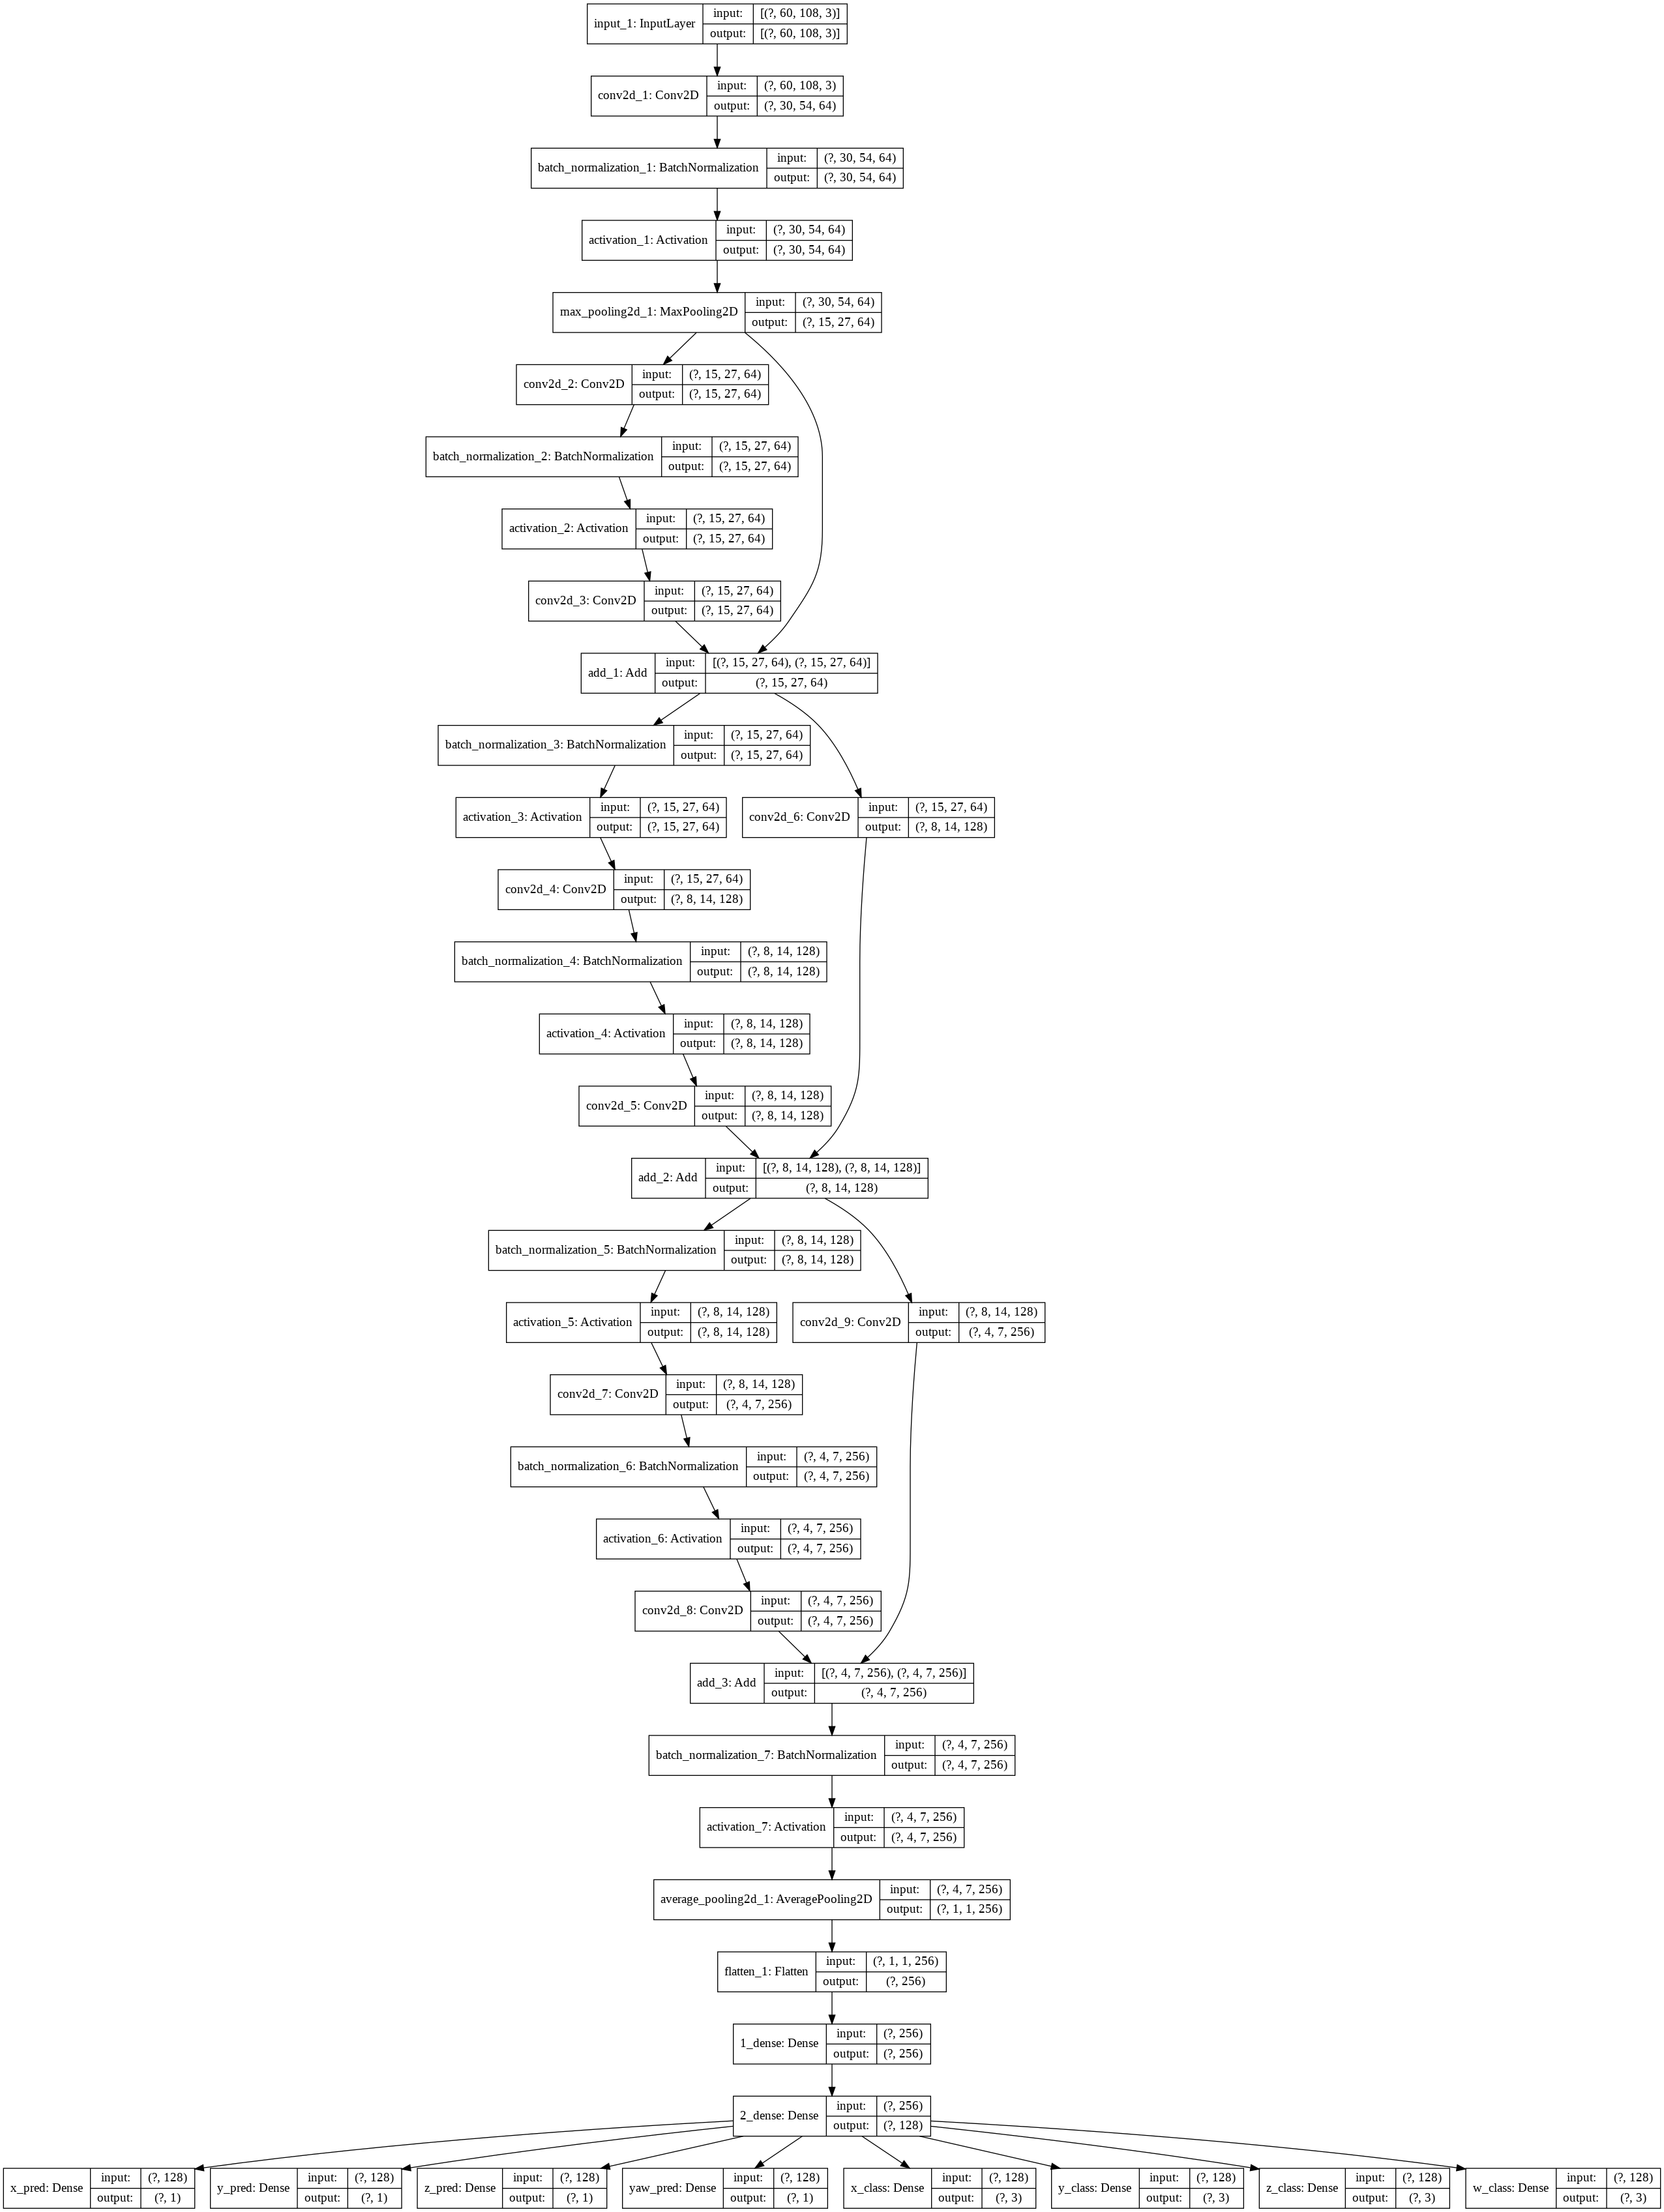 input_1: InputLayer
input: [(?, 60, 108, 3)]
output: [(?, 60, 108, 3)]
conv2d_1: Conv2D
input: (?, 60, 108, 3)
output: (?, 30, 54, 64)
batch_normalization_1: BatchNormalization
input: (?, 30, 54, 64)
output: (?, 30, 54, 64)
activation_1: Activation
input: (?, 30, 54, 64)
output: (?, 30, 54, 64)
max_pooling2d_1: MaxPooling2D
input: (?, 30, 54, 64)
output: (?, 15, 27, 64)
conv2d_2: Conv2D
input: (?, 15, 27, 64)
output: (?, 15, 27, 64)
batch_normalization_2: BatchNormalization
input: (?, 15, 27, 64)
output: (?, 15, 27, 64)
activation_2: Activation
input: (?, 15, 27, 64)
output: (?, 15, 27, 64)
conv2d_3: Conv2D
input: (?, 15, 27, 64)
output: (?, 15, 27, 64)
add_1: Add
input: [(?, 15, 27, 64), (?, 15, 27, 64)]
output: (?, 15, 27, 64)
batch_normalization_3: BatchNormalization
input: (?, 15, 27, 64)
output: (?, 15, 27, 64)
activation_3: Activation
input: (?, 15, 27, 64)
output: (?, 15, 27, 64)
conv2d_6: Conv2D
input: (?, 15, 27, 64)
output: (?, 8, 14, 128)
conv2d_4: Conv2D
input: (?, 15, 27, 64)
output: (?, 8, 14, 128)
batch_normalization_4: BatchNormalization
input: (?, 8, 14, 128)
output: (?, 8, 14, 128)
activation_4: Activation
input: (?, 8, 14, 128)
output: (?, 8, 14, 128)
conv2d_5: Conv2D
input: (?, 8, 14, 128)
output: (?, 8, 14, 128)
add_2: Add
input: [(?, 8, 14, 128), (?, 8, 14, 128)]
output: (?, 8, 14, 128)
batch_normalization_5: BatchNormalization
input: (?, 8, 14, 128)
output: (?, 8, 14, 128)
activation_5: Activation
input: (?, 8, 14, 128)
output: (?, 8, 14, 128)
conv2d_9: Conv2D
input: (?, 8, 14, 128)
output: (?, 4, 7, 256)
conv2d_7: Conv2D
input: (?, 8, 14, 128)
output: (?, 4, 7, 256)
batch_normalization_6: BatchNormalization
input: (?, 4, 7, 256)
output: (?, 4, 7, 256)
activation_6: Activation
input: (?, 4, 7, 256)
output: (?, 4, 7, 256)
conv2d_8: Conv2D
input: (?, 4, 7, 256)
output: (?, 4, 7, 256)
add_3: Add
input: [(?, 4, 7, 256), (?, 4, 7, 256)]
output: (?, 4, 7, 256)
batch_normalization_7: BatchNormalization
input: (?, 4, 7, 256)
output: (?, 4, 7, 256)
activation_7: Activation
input: (?, 4, 7, 256)
output: (?, 4, 7, 256)
average_pooling2d_1: AveragePooling2D
input: (?, 4, 7, 256)
output: (?, 1, 1, 256)
flatten_1: Flatten
input: (?, 1, 1, 256)
output: (?, 256)
1_dense: Dense
input: (?, 256)
output: (?, 256)
2_dense: Dense
input: (?, 256)
output: (?, 128)
x_pred: Dense
input: (?, 128)
output: (?, 1)
y_pred: Dense
input: (?, 128)
output: (?, 1)
z_pred: Dense
input: (?, 128)
output: (?, 1)
yaw_pred: Dense
input: (?, 128)
output: (?, 1)
x_class: Dense
input: (?, 128)
output: (?, 3)
y_class: Dense
input: (?, 128)
output: (?, 3)
z_class: Dense
input: (?, 128)
output: (?, 3)
w_class: Dense
input: (?, 128)
output: (?, 3)